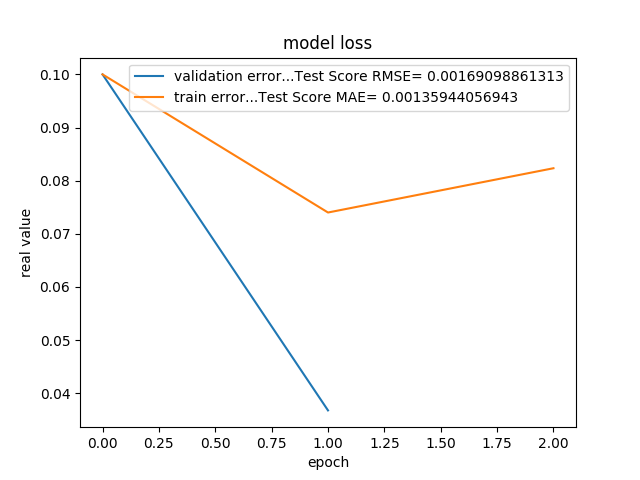 model loss
validation error...Test Score RMSE= 0.00169098861313
train error...Test Score MAE= 0.00135944056943
real value
0.10
0.09
0.08
0.07
0.06
0.05
0.04
0.00 0.25 0.50 0.75 1.00 1.25 1.50 1.75 2.00
epoch